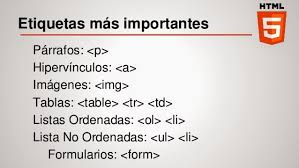 Etiquetas más importantes
HTML
5
Párrafos: <p>
Hipervínculos: <a>
Imágenes: <img>
Tablas: <table> <tr> <td>
Listas Ordenadas: <ol> <li>
Lista No Ordenadas: <ul> <li>
Formularios: <form>